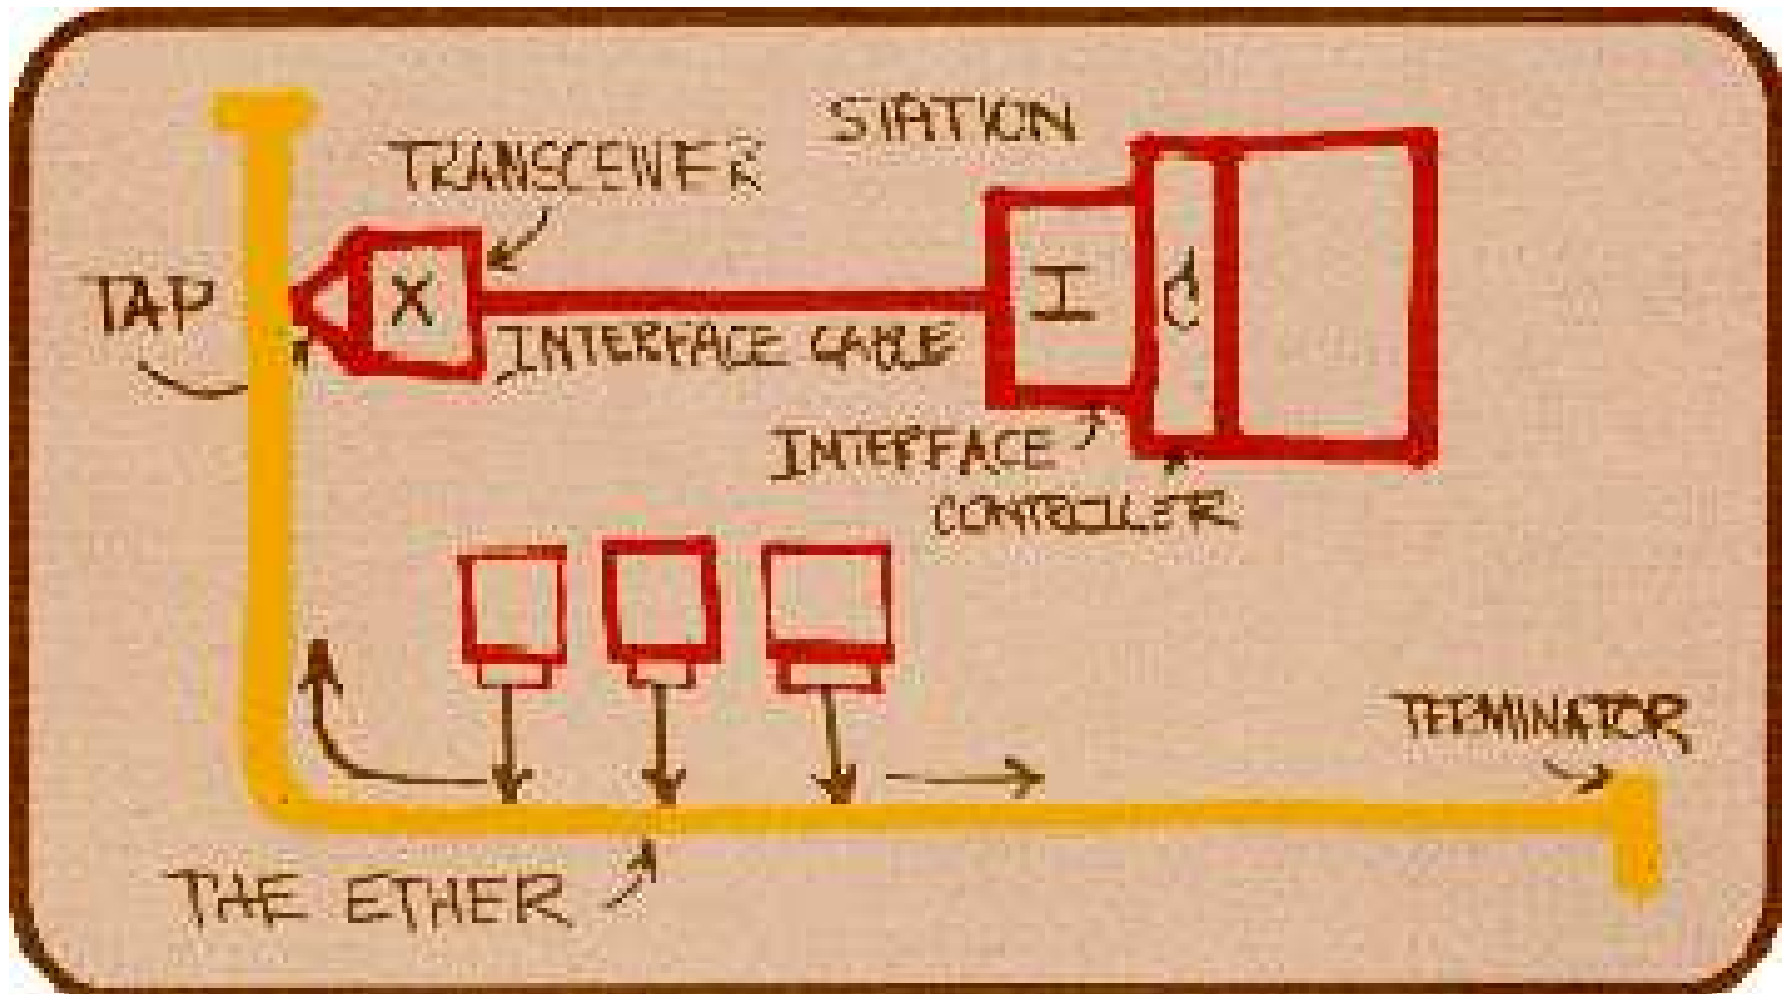 STATION
TRANSCEIVER
TAP
X
I
C
INTERFACE CABLE
INTERFACE
CONTROLLER
TERMINATOR
THE ETHER